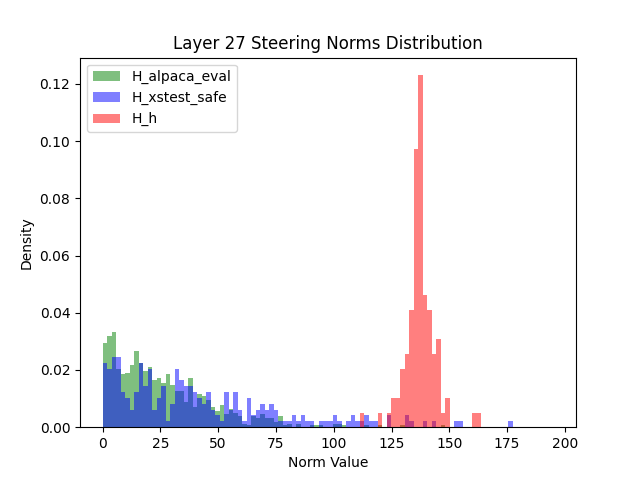 Layer 27 Steering Norms Distribution
H_alpaca_eval
H_xstest_safe
H_h
Density
0.12
0.10
0.08
0.06
0.04
0.02
0.00
0 25 50 75 100 125 150 175 200
Norm Value